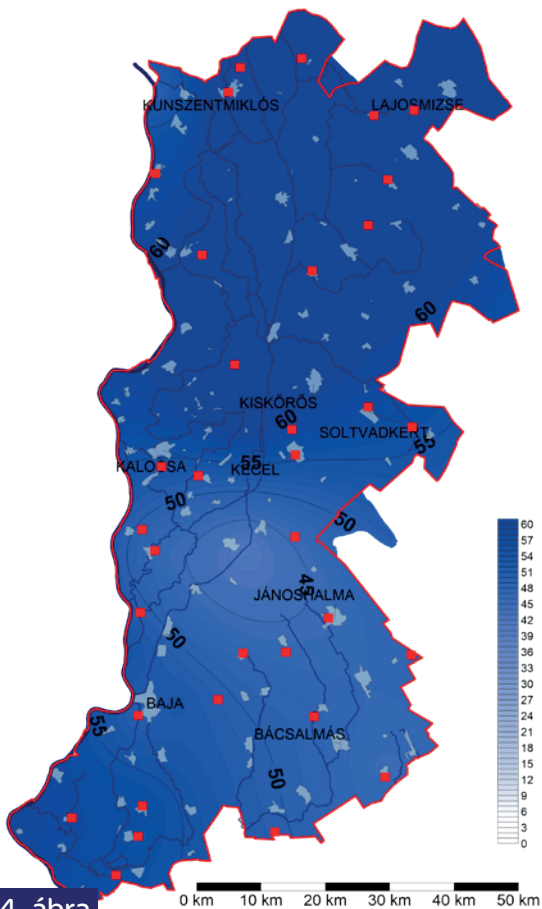 KUNSZENTMIKLÓS
LAJOSMIZSE
60
60
KISKŐRÖS
60
SOLTVADKERT
55
KALOCSA
55
KECEL
50
50
45
JÁNOSHALMA
50
BAJA
55
BÁCSALMÁS
50
60
57
54
51
48
45
42
39
36
33
30
27
24
21
18
15
12
9
6
3
0
0 km 10 km 20 km 30 km 40 km 50 km
4. ábra